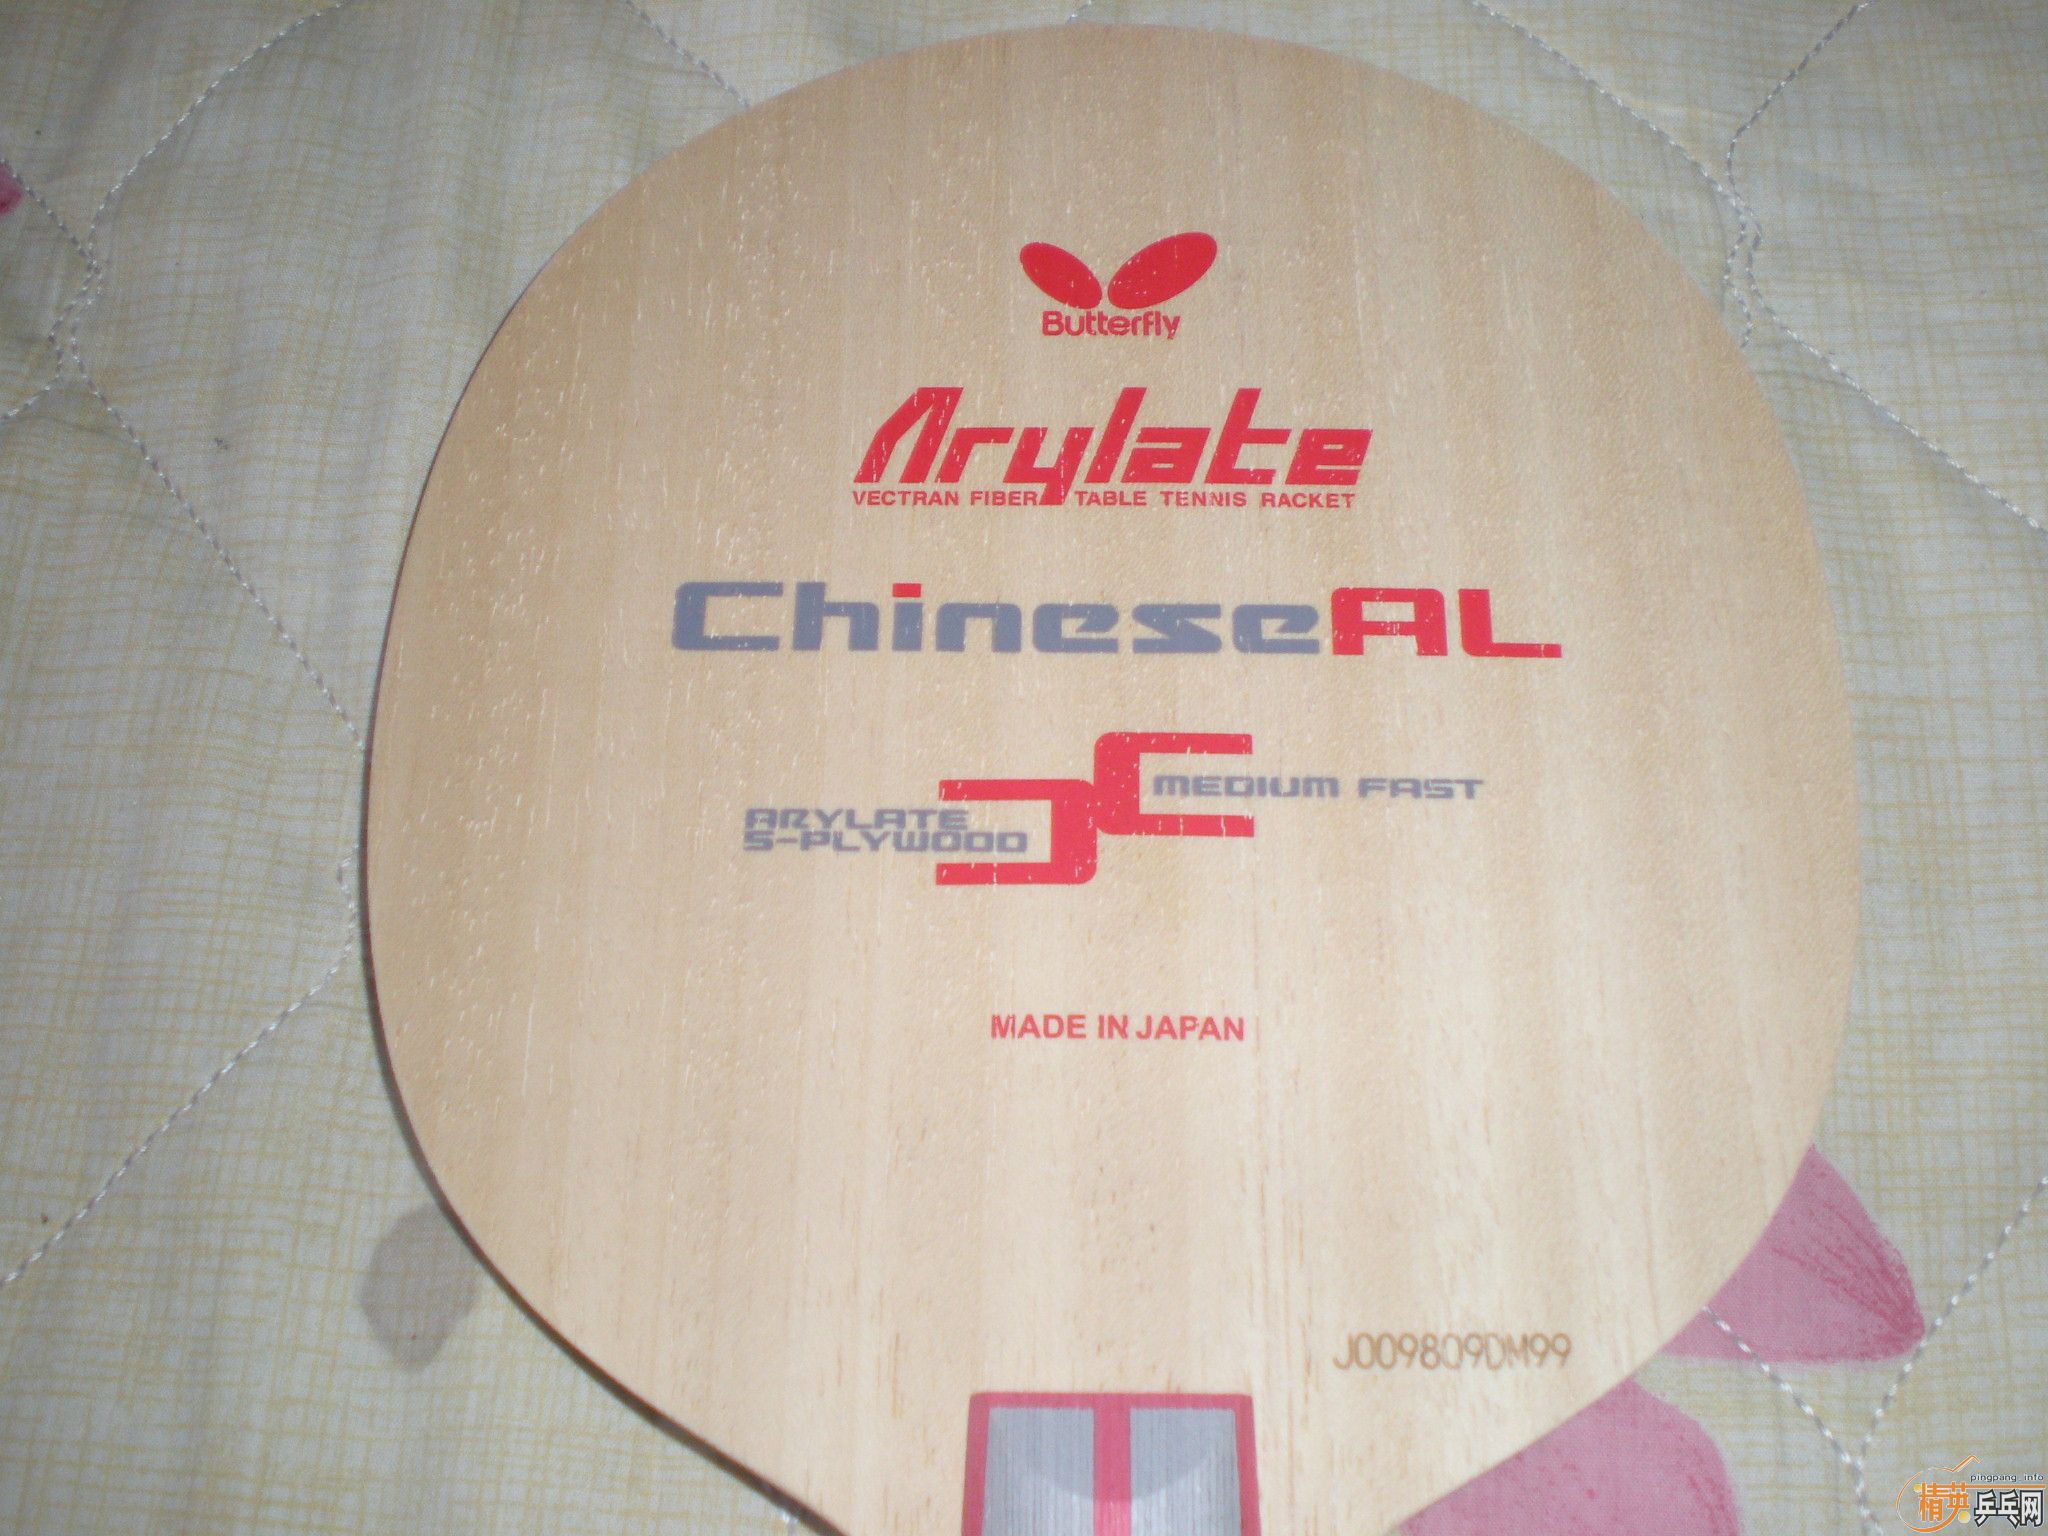 Butterfly
Arylate
VECTRAN FIBER TABLE TENNIS RACKET
ChineseAL
MEDIUM FAST
ARYLATE
5-PLYWOOD
MADE IN JAPAN
J009809DM99
pingpang.info
精英乒乓网